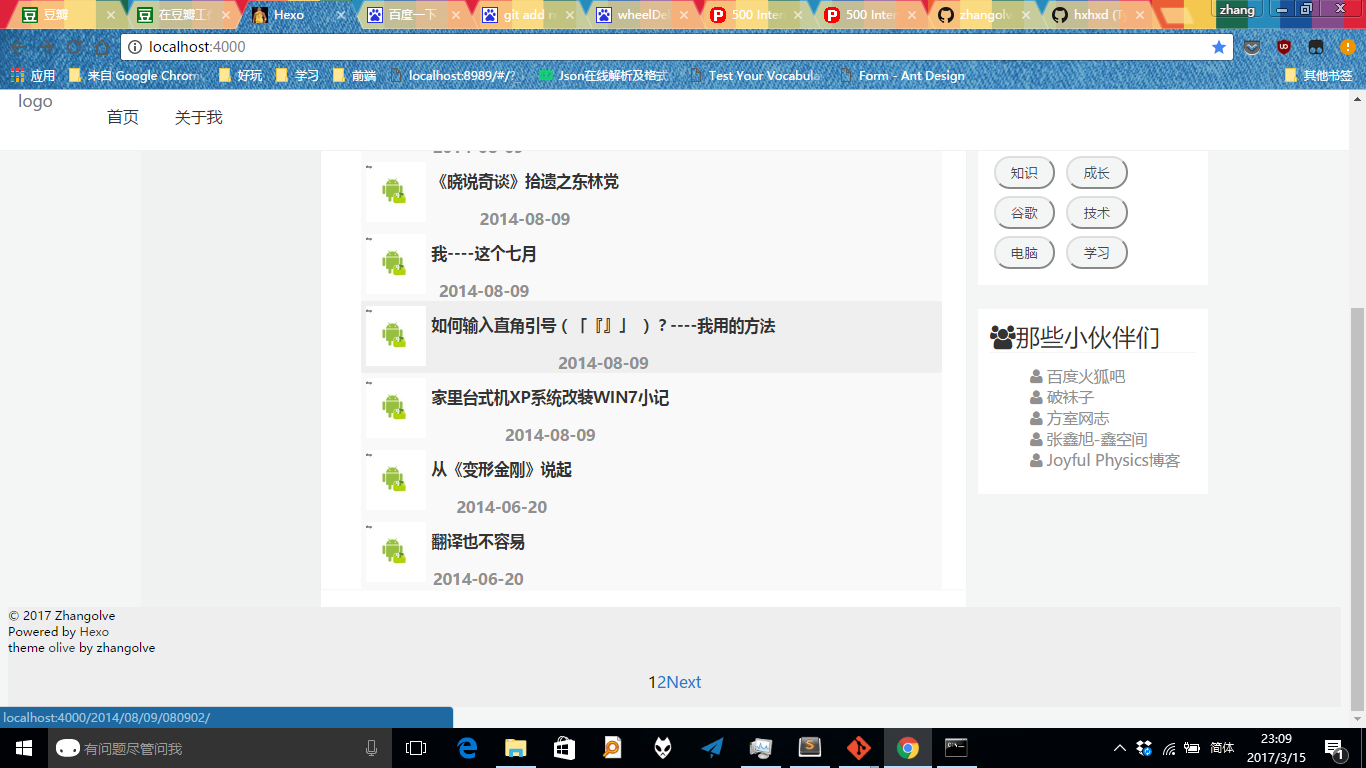 豆瓣
在豆瓣工
Hexo
百度一下
git add r
wheelDel
500 Inter
500 Inter
zhangolv
hxhxd (Ty
zhang
localhost:4000
应用
来自 Google Chrom
好玩
学习
前端
localhost:8989/#/?
Json在线解析及格式
Test Your Vocabula
Form - Ant Design
其他书签
logo
首页
关于我
2014-08-09
《晓说奇谈》拾遗之东林党
2014-08-09
我----这个七月
2014-08-09
如何输入直角引号（「『』」 ）？----我用的方法
2014-08-09
家里台式机XP系统改装WIN7小记
2014-08-09
从《变形金刚》说起
2014-06-20
翻译也不容易
2014-06-20
知识
成长
谷歌
技术
电脑
学习
那些小伙伴们
百度火狐吧
破袜子
方室网志
张鑫旭-鑫空间
Joyful Physics博客
© 2017 Zhangolve
Powered by Hexo
theme olive by zhangolve
12Next
localhost:4000/2014/08/09/080902/
有问题尽管问我
简体
23:09
2017/3/15
1